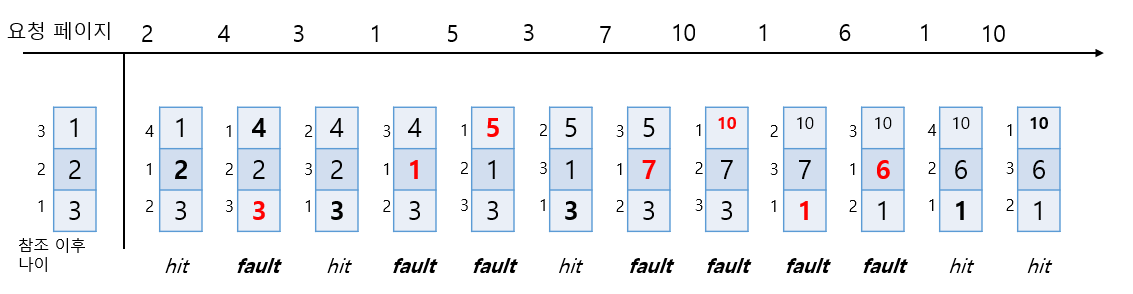 요청 페이지 2 4 3 1 5 3 7 10 1 6 1 10
3 1 4 1 1 4 2 4 3 4 1 5 2 5 3 5 1 10 2 10 3 10 4 10 1 10
2 2 1 2 2 2 3 2 1 1 2 1 3 1 1 7 2 7 3 7 1 6 2 6 3 6
1 3 2 3 3 3 1 3 2 3 3 3 1 3 2 3 3 3 1 1 2 1 1 1 2 1
참조 이후
나이
hit fault hit fault fault hit fault fault fault fault hit hit